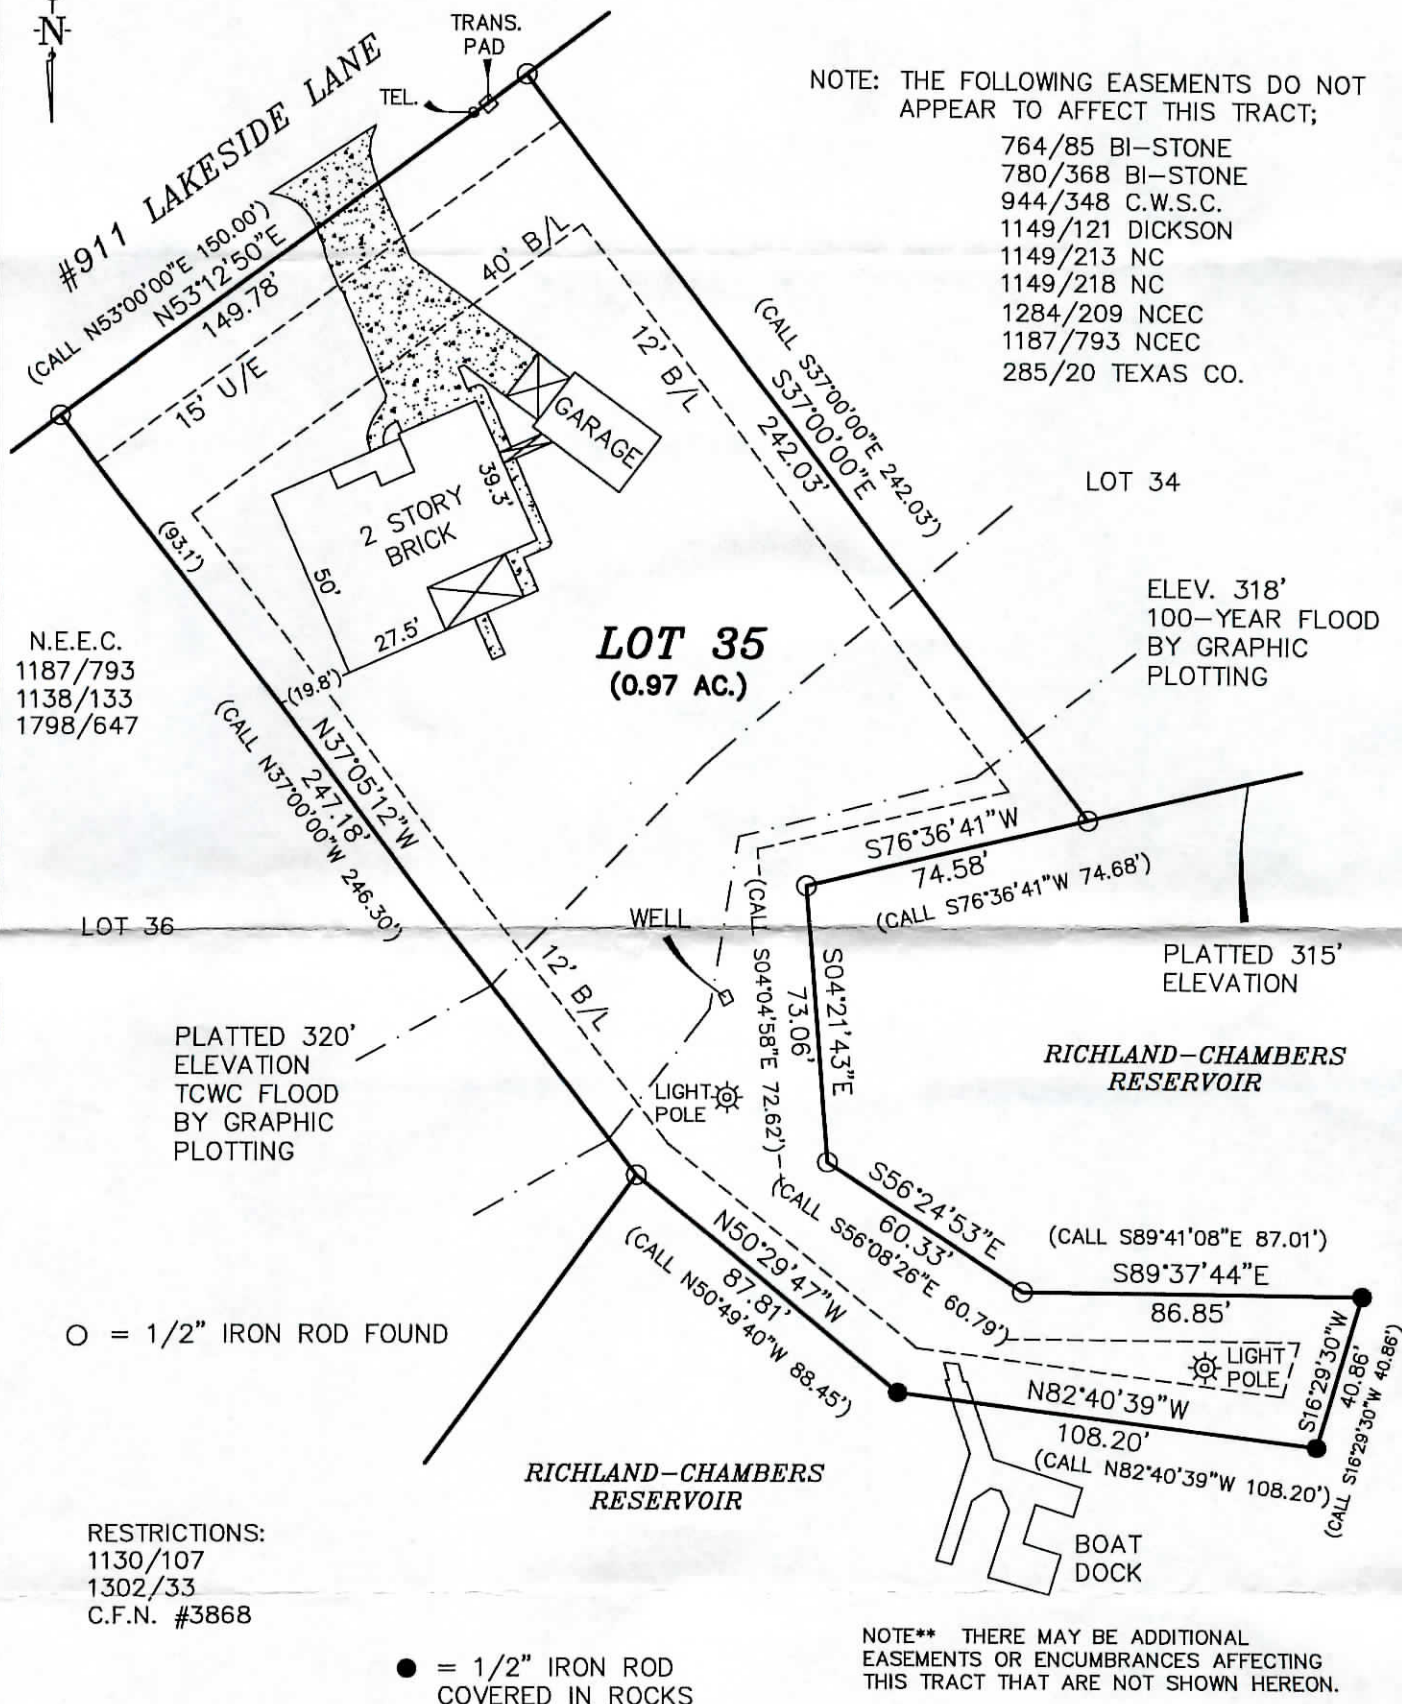 N
TRANS.
PAD
TEL.
#911 LAKESIDE LANE
(CALL N53°00'00"E 150.00')
N53°12'50"E
149.78'
15' U/E
40' B/L
12' B/L
(CALL S37°00'00"E 242.03')
S37°00'00"E
242.03'
NOTE: THE FOLLOWING EASEMENTS DO NOT
APPEAR TO AFFECT THIS TRACT;
764/85 BI-STONE
780/368 BI-STONE
944/348 C.W.S.C.
1149/121 DICKSON
1149/213 NC
1149/218 NC
1284/209 NCEC
1187/793 NCEC
285/20 TEXAS CO.
GARAGE
39.3'
2 STORY
BRICK
50'
27.5'
(93.1')
(19.8')
LOT 34
ELEV. 318'
100-YEAR FLOOD
BY GRAPHIC
PLOTTING
LOT 35
(0.97 AC.)
N.E.E.C.
1187/793
1138/133
1798/647
N37°05'12"W
247.18'
(CALL N37°00'00"W 246.30')
LOT 36
12' B/L
WELL
S76°36'41"W
74.58'
(CALL S76°36'41"W 74.68')
PLATTED 315'
ELEVATION
(CALL S04°04'58"E 72.62')
S04°21'43"E
73.06'
PLATTED 320'
ELEVATION
TCWC FLOOD
BY GRAPHIC
PLOTTING
LIGHT
POLE
RICHLAND-CHAMBERS
RESERVOIR
S56°24'53"E
60.33'
(CALL S56°08'26"E 60.79')
(CALL S89°41'08"E 87.01')
S89°37'44"E
86.85'
N50°29'47"W
87.81'
(CALL N50°49'40"W 88.45')
LIGHT
POLE
S16°29'30"W
40.86'
(CALL S16°29'30"W 40.86')
N82°40'39"W
108.20'
(CALL N82°40'39"W 108.20')
○ = 1/2" IRON ROD FOUND
RICHLAND-CHAMBERS
RESERVOIR
BOAT
DOCK
RESTRICTIONS:
1130/107
1302/33
C.F.N. #3868
● = 1/2" IRON ROD
COVERED IN ROCKS
NOTE** THERE MAY BE ADDITIONAL
EASEMENTS OR ENCUMBRANCES AFFECTING
THIS TRACT THAT ARE NOT SHOWN HEREON.